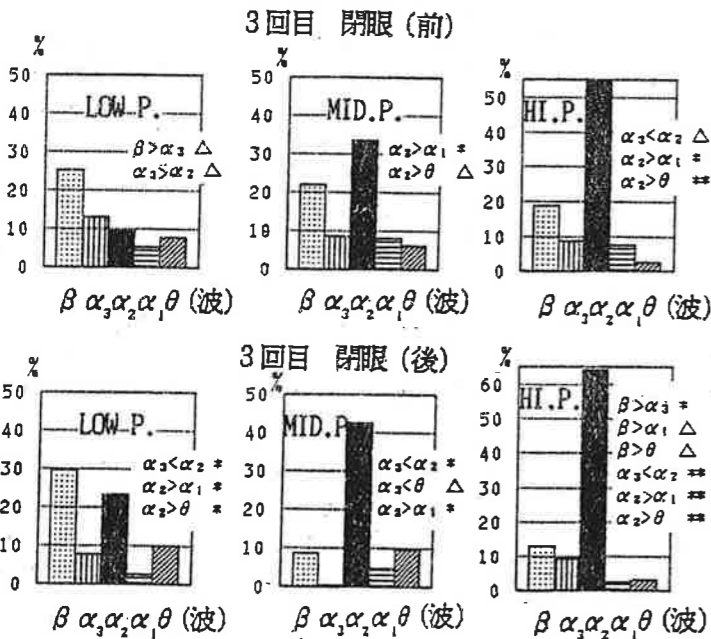 3回目 閉眼 (前)
%
50
40
30
20
10
0
LOW P.
β>α₃ △
α₃≤α₂ △
β α₃α₂α₁θ (波)
50
40
30
20
10
0
MID.P.
α₂>α₁ *
α₂>θ △
β α₃α₂α₁θ (波)
%
50
40
30
20
10
0
HI.P.
α₃<α₂ △
α₂>α₁ *
α₂>θ **
β α₃α₂α₁θ (波)
3回目 閉眼 (後)
%
50
40
30
20
10
0
LOW P.
α₃<α₂ *
α₂>α₁ *
α₂>θ *
β α₃α₂α₁θ (波)
%
50
40
30
20
10
0
MID.P.
α₃<α₂ *
α₃<θ △
α₂>α₁ *
β α₃α₂α₁θ (波)
%
60
50
40
30
20
10
0
HI.P.
β>α₃ *
β>α₁ △
β>θ △
α₃<α₂ **
α₂>α₁ **
α₂>θ **
β α₃α₂α₁θ (波)